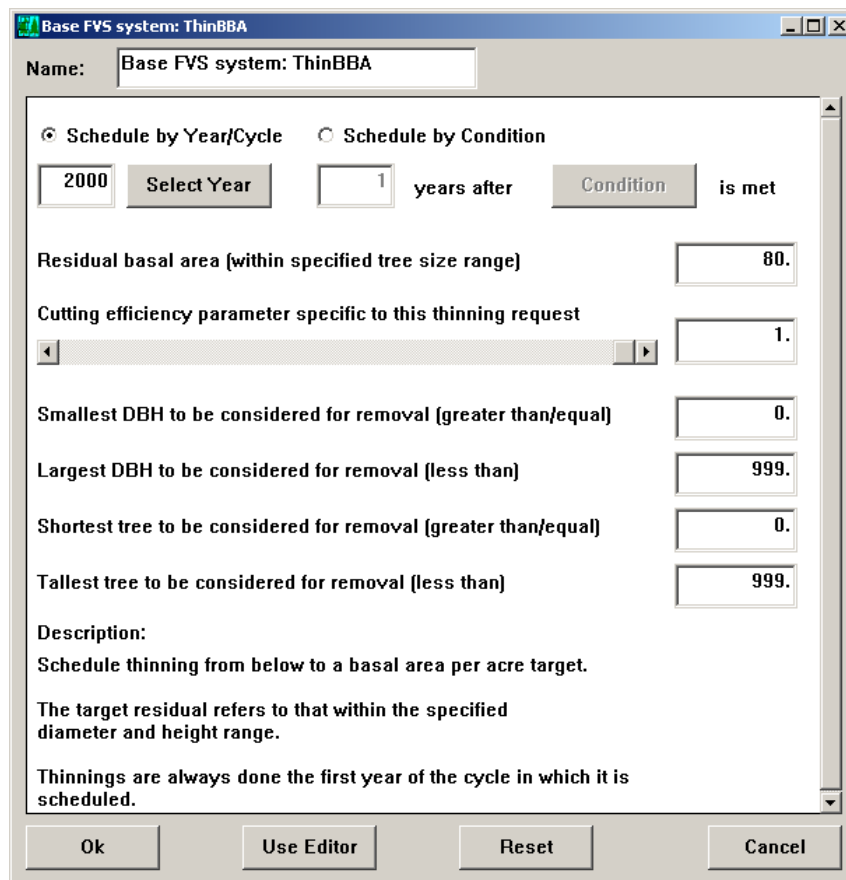 Base FVS system: ThinBBA
Name: Base FVS system: ThinBBA
Schedule by Year/Cycle Schedule by Condition
2000 Select Year 1 years after Condition is met
Residual basal area (within specified tree size range) 80.
Cutting efficiency parameter specific to this thinning request
1.
Smallest DBH to be considered for removal (greater than/equal) 0.
Largest DBH to be considered for removal (less than) 999.
Shortest tree to be considered for removal (greater than/equal) 0.
Tallest tree to be considered for removal (less than) 999.
Description:
Schedule thinning from below to a basal area per acre target.
The target residual refers to that within the specified
diameter and height range.
Thinnings are always done the first year of the cycle in which it is
scheduled.
Ok Use Editor Reset Cancel